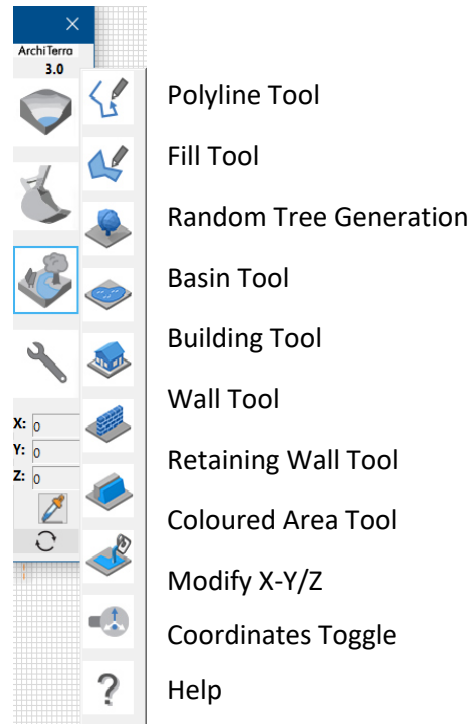 ArchiTerra
3.0
Polyline Tool
Fill Tool
Random Tree Generation
Basin Tool
Building Tool
Wall Tool
Retaining Wall Tool
Coloured Area Tool
Modify X-Y/Z
Coordinates Toggle
Help
X: 0
Y: 0
Z: 0
?